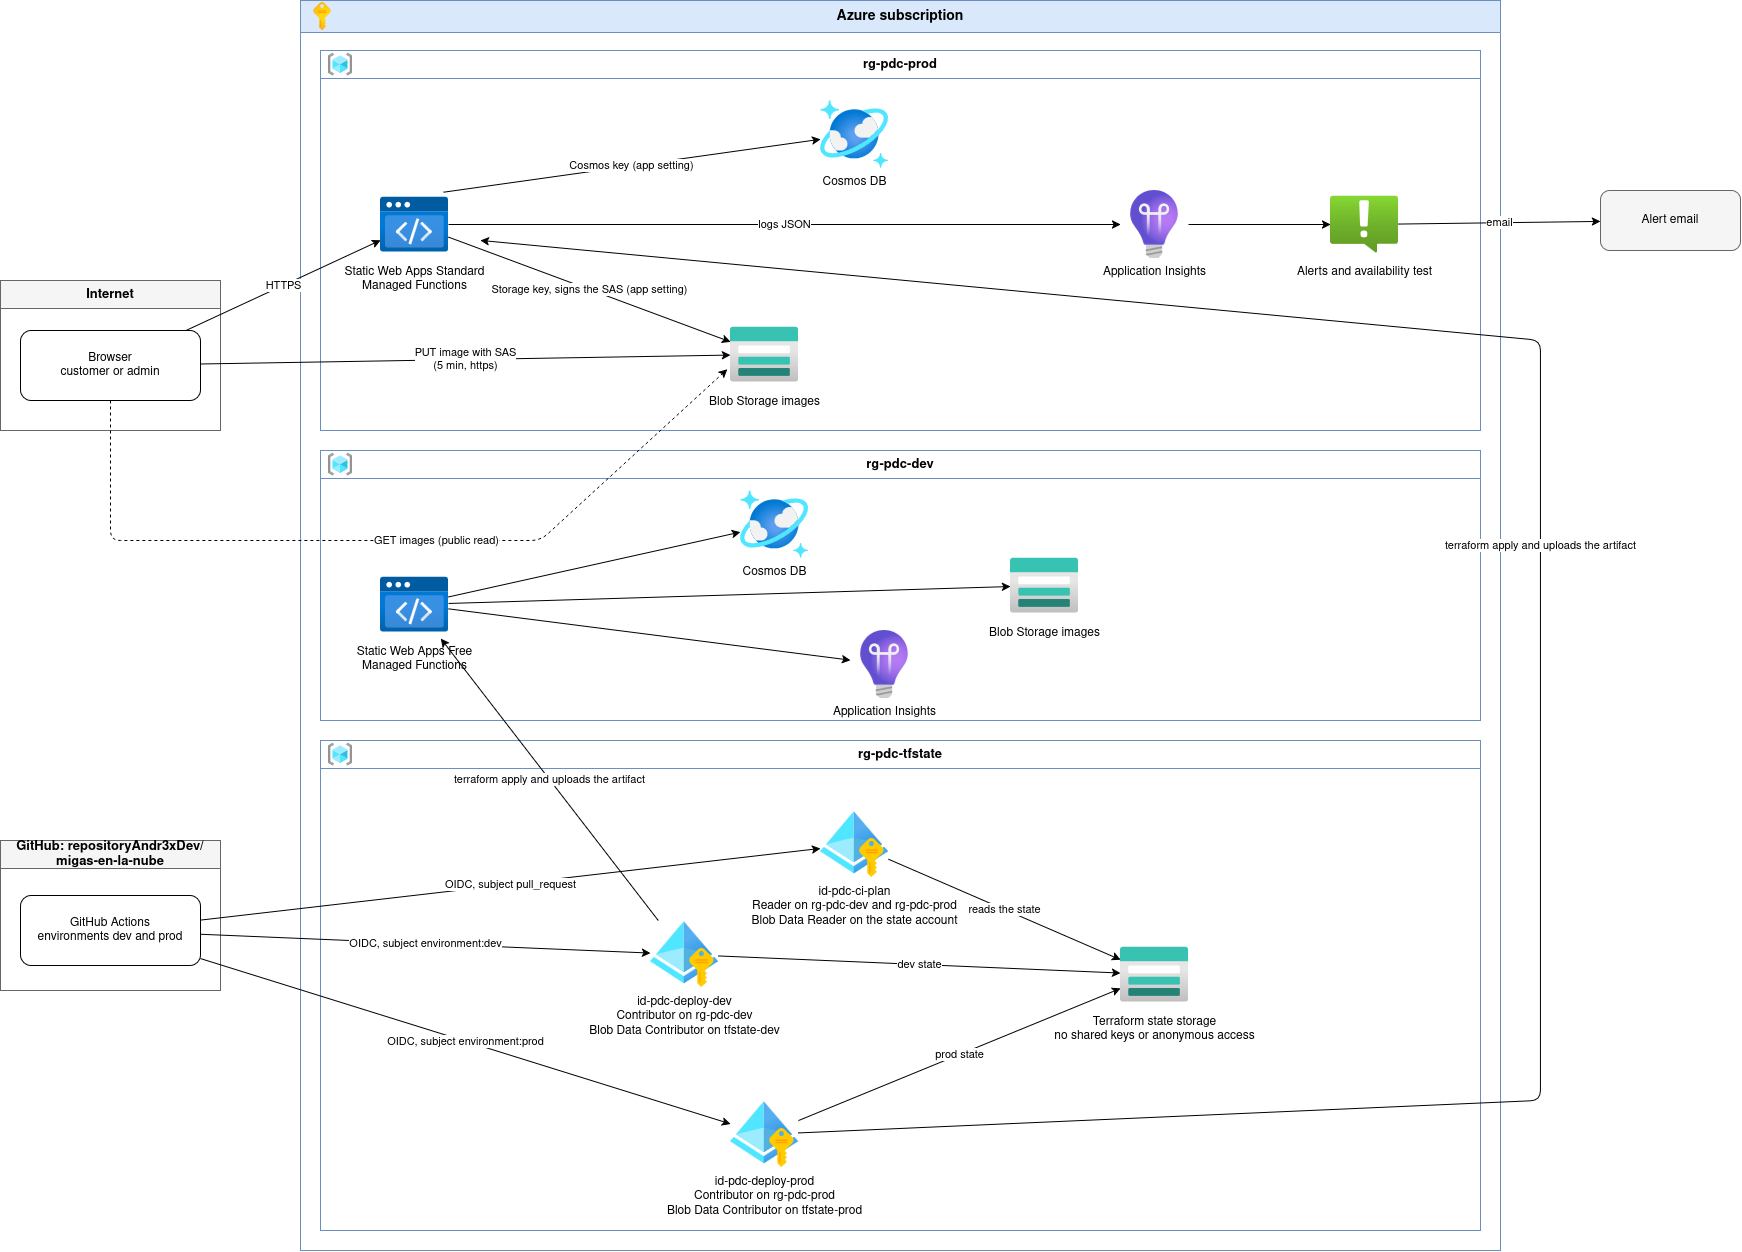 Azure subscription
rg-pdc-prod
Cosmos DB
Cosmos key (app setting)
logs JSON
email
Alert email
Static Web Apps Standard
Managed Functions
Application Insights
Alerts and availability test
HTTPS
Storage key, signs the SAS (app setting)
Internet
Browser
customer or admin
PUT image with SAS
(5 min, https)
Blob Storage images
rg-pdc-dev
GET images (public read)
terraform apply and uploads the artifact
Cosmos DB
Blob Storage images
Static Web Apps Free
Managed Functions
Application Insights
rg-pdc-tfstate
terraform apply and uploads the artifact
GitHub: repositoryAndr3xDev/
migas-en-la-nube
GitHub Actions
environments dev and prod
OIDC, subject pull_request
id-pdc-ci-plan
Reader on rg-pdc-dev and rg-pdc-prod
Blob Data Reader on the state account
reads the state
OIDC, subject environment:dev
dev state
id-pdc-deploy-dev
Contributor on rg-pdc-dev
Blob Data Contributor on tfstate-dev
Terraform state storage
no shared keys or anonymous access
OIDC, subject environment:prod
prod state
id-pdc-deploy-prod
Contributor on rg-pdc-prod
Blob Data Contributor on tfstate-prod